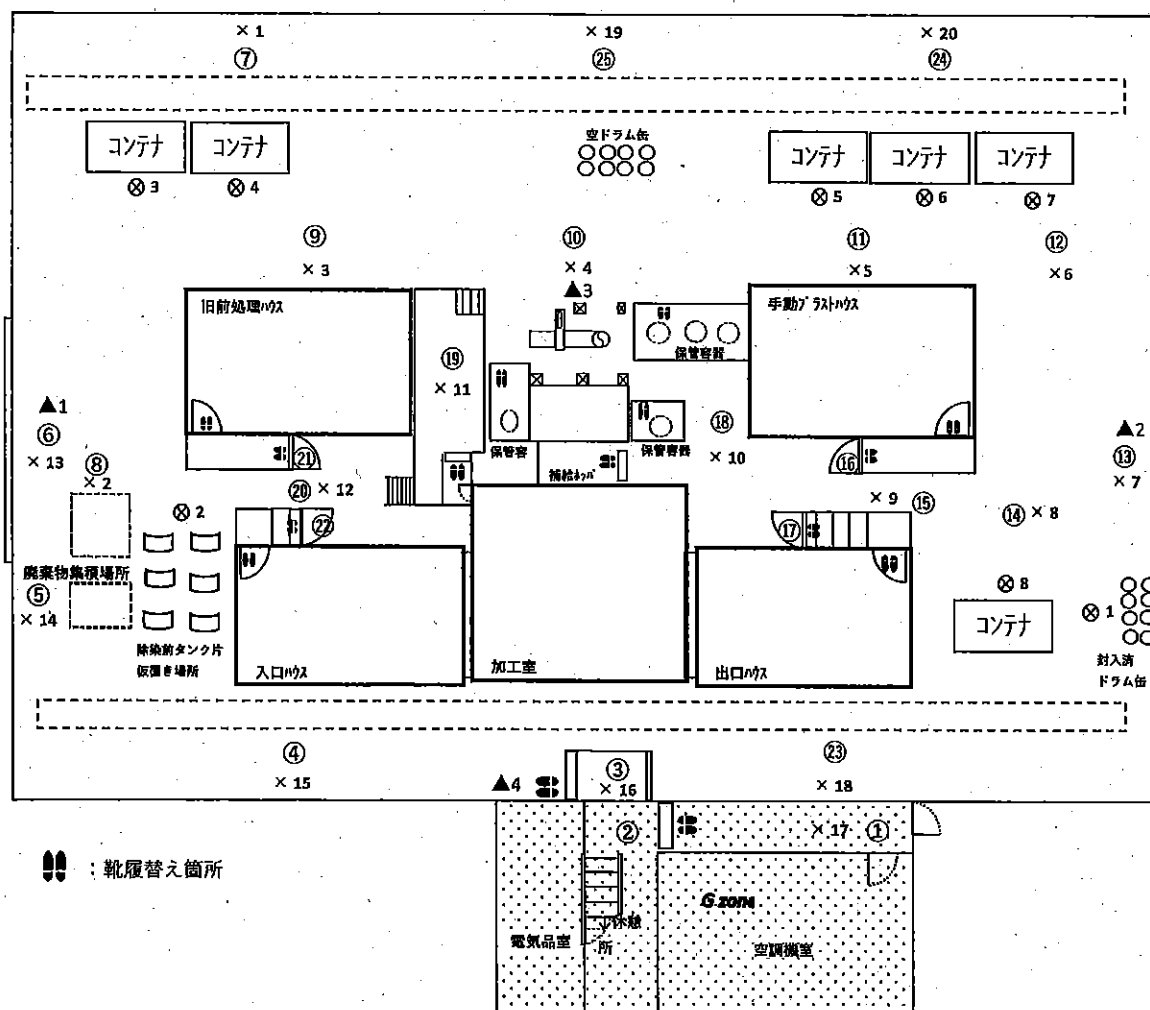 × 1
× 19
× 20
⑦
㉕
㉔
コンテナ
コンテナ
空ドラム缶
コンテナ
コンテナ
コンテナ
⊗ 3
⊗ 4
⊗ 5
⊗ 6
⊗ 7
⑨
⑩
⑪
⑫
× 3
× 4
× 5
× 6
▲3
旧前処理ハウス
手動ブラストハウス
保管容器
⑲
× 11
▲1
⑥
× 13
⑱
× 10
▲2
⑬
× 7
保管容
保管容器
補給ホッパ
㉑
⑯
⑧
× 2
⑳
× 12
× 9
⑮
⊗ 2
㉒
⑰
⑭
× 8
廃棄物集積場所
⑤
× 14
⊗ 8
⊗ 1
コンテナ
除染前タンク片
仮置き場所
入口ハウス
加工室
出口ハウス
封入済
ドラム缶
④
× 15
▲4
③
× 16
㉓
× 18
②
× 17
①
: 靴履替え箇所
G ZONE
電気品室
休憩
所
空調機室